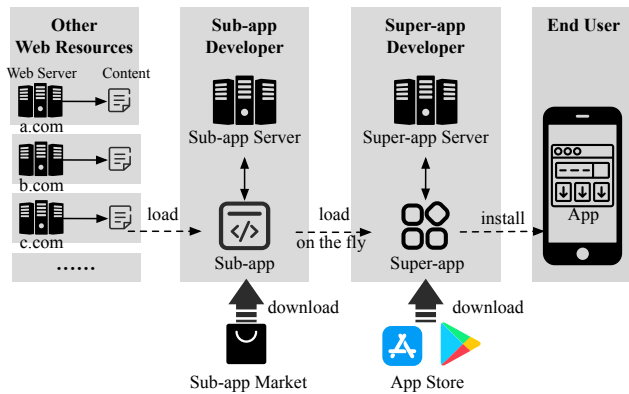 Other
Web Resources
Web Server
Content
a.com
b.com
c.com
……
load
Sub-app
Developer
Sub-app Server
</>
Sub-app
download
Sub-app Market
load
on the fly
Super-app
Developer
Super-app Server
Super-app
download
App Store
install
End User
App